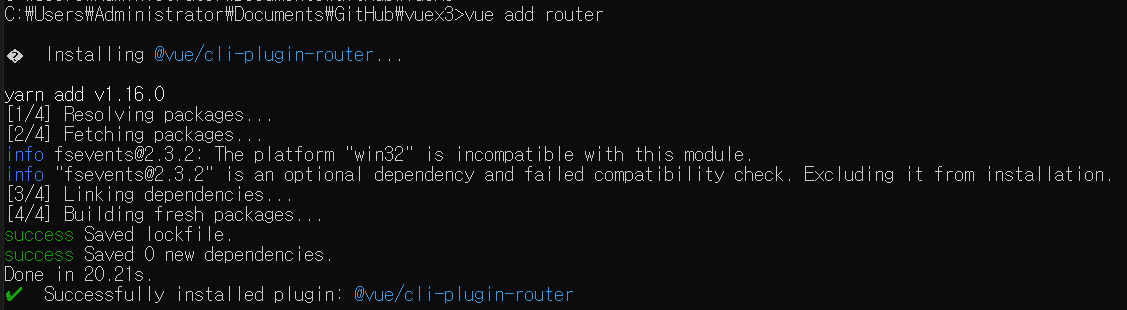 C:₩Users₩Administrator₩Documents₩GitHub₩vuex3>vue add router
� Installing @vue/cli-plugin-router...
yarn add v1.16.0
[1/4] Resolving packages...
[2/4] Fetching packages...
info fsevents@2.3.2: The platform "win32" is incompatible with this module.
info "fsevents@2.3.2" is an optional dependency and failed compatibility check. Excluding it from installation.
[3/4] Linking dependencies...
[4/4] Building fresh packages...
success Saved lockfile.
success Saved 0 new dependencies.
Done in 20.21s.
✔ Successfully installed plugin: @vue/cli-plugin-router